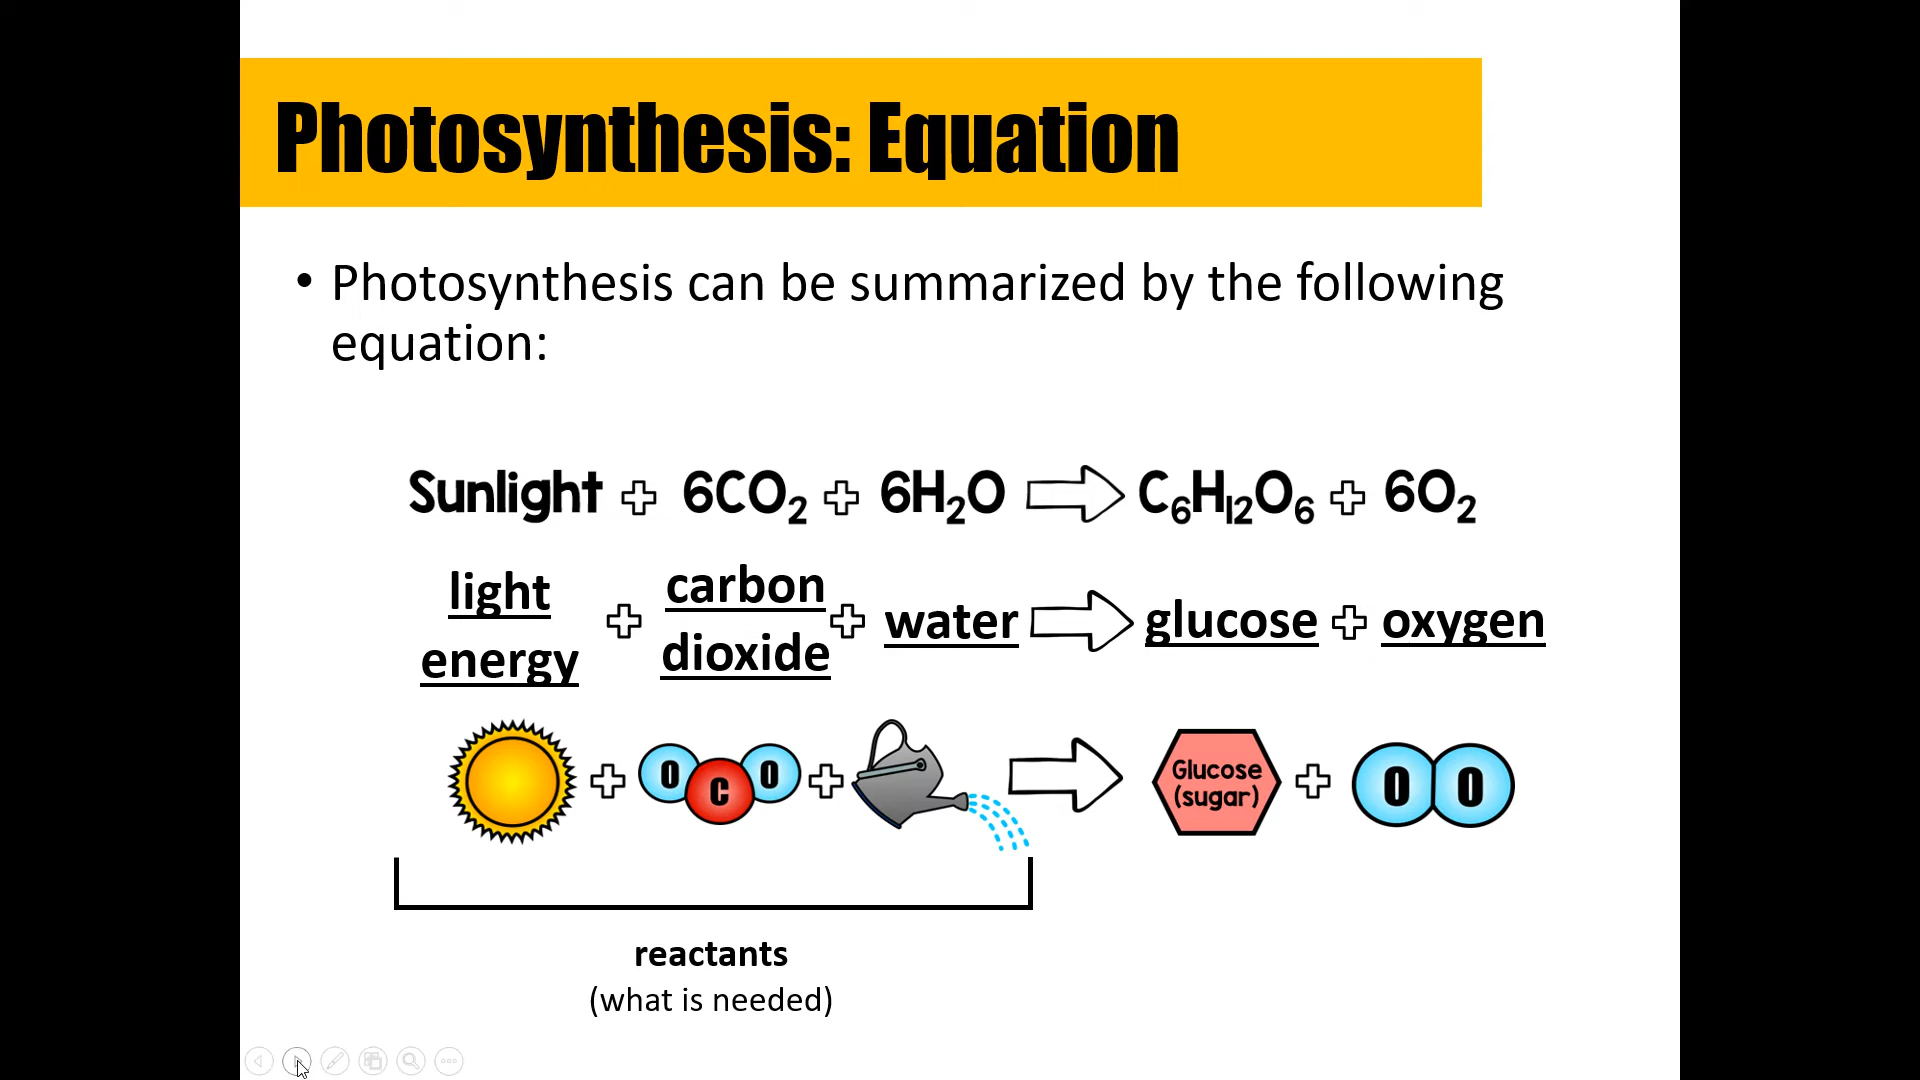 Photosynthesis: Equation
• Photosynthesis can be summarized by the following
equation:
Sunlight + 6CO₂ + 6H₂O ⇨ C₆H₁₂O₆ + 6O₂
light energy + carbon dioxide + water ⇨ glucose + oxygen
O C O
Glucose
(sugar)
O O
reactants
(what is needed)